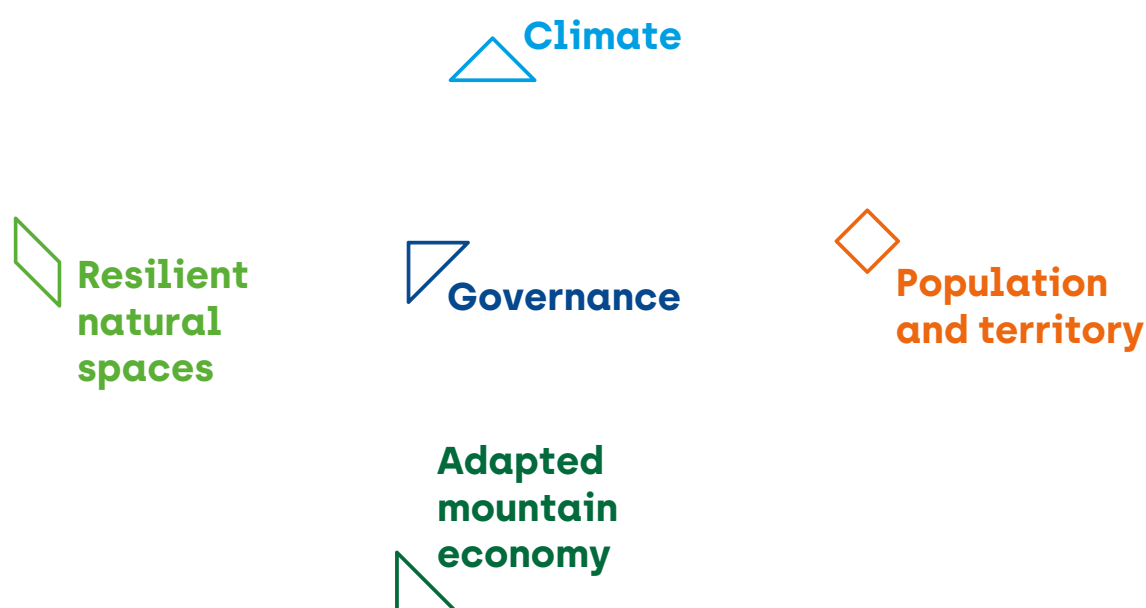 Climate
Resilient
natural
spaces
Governance
Population
and territory
Adapted
mountain
economy